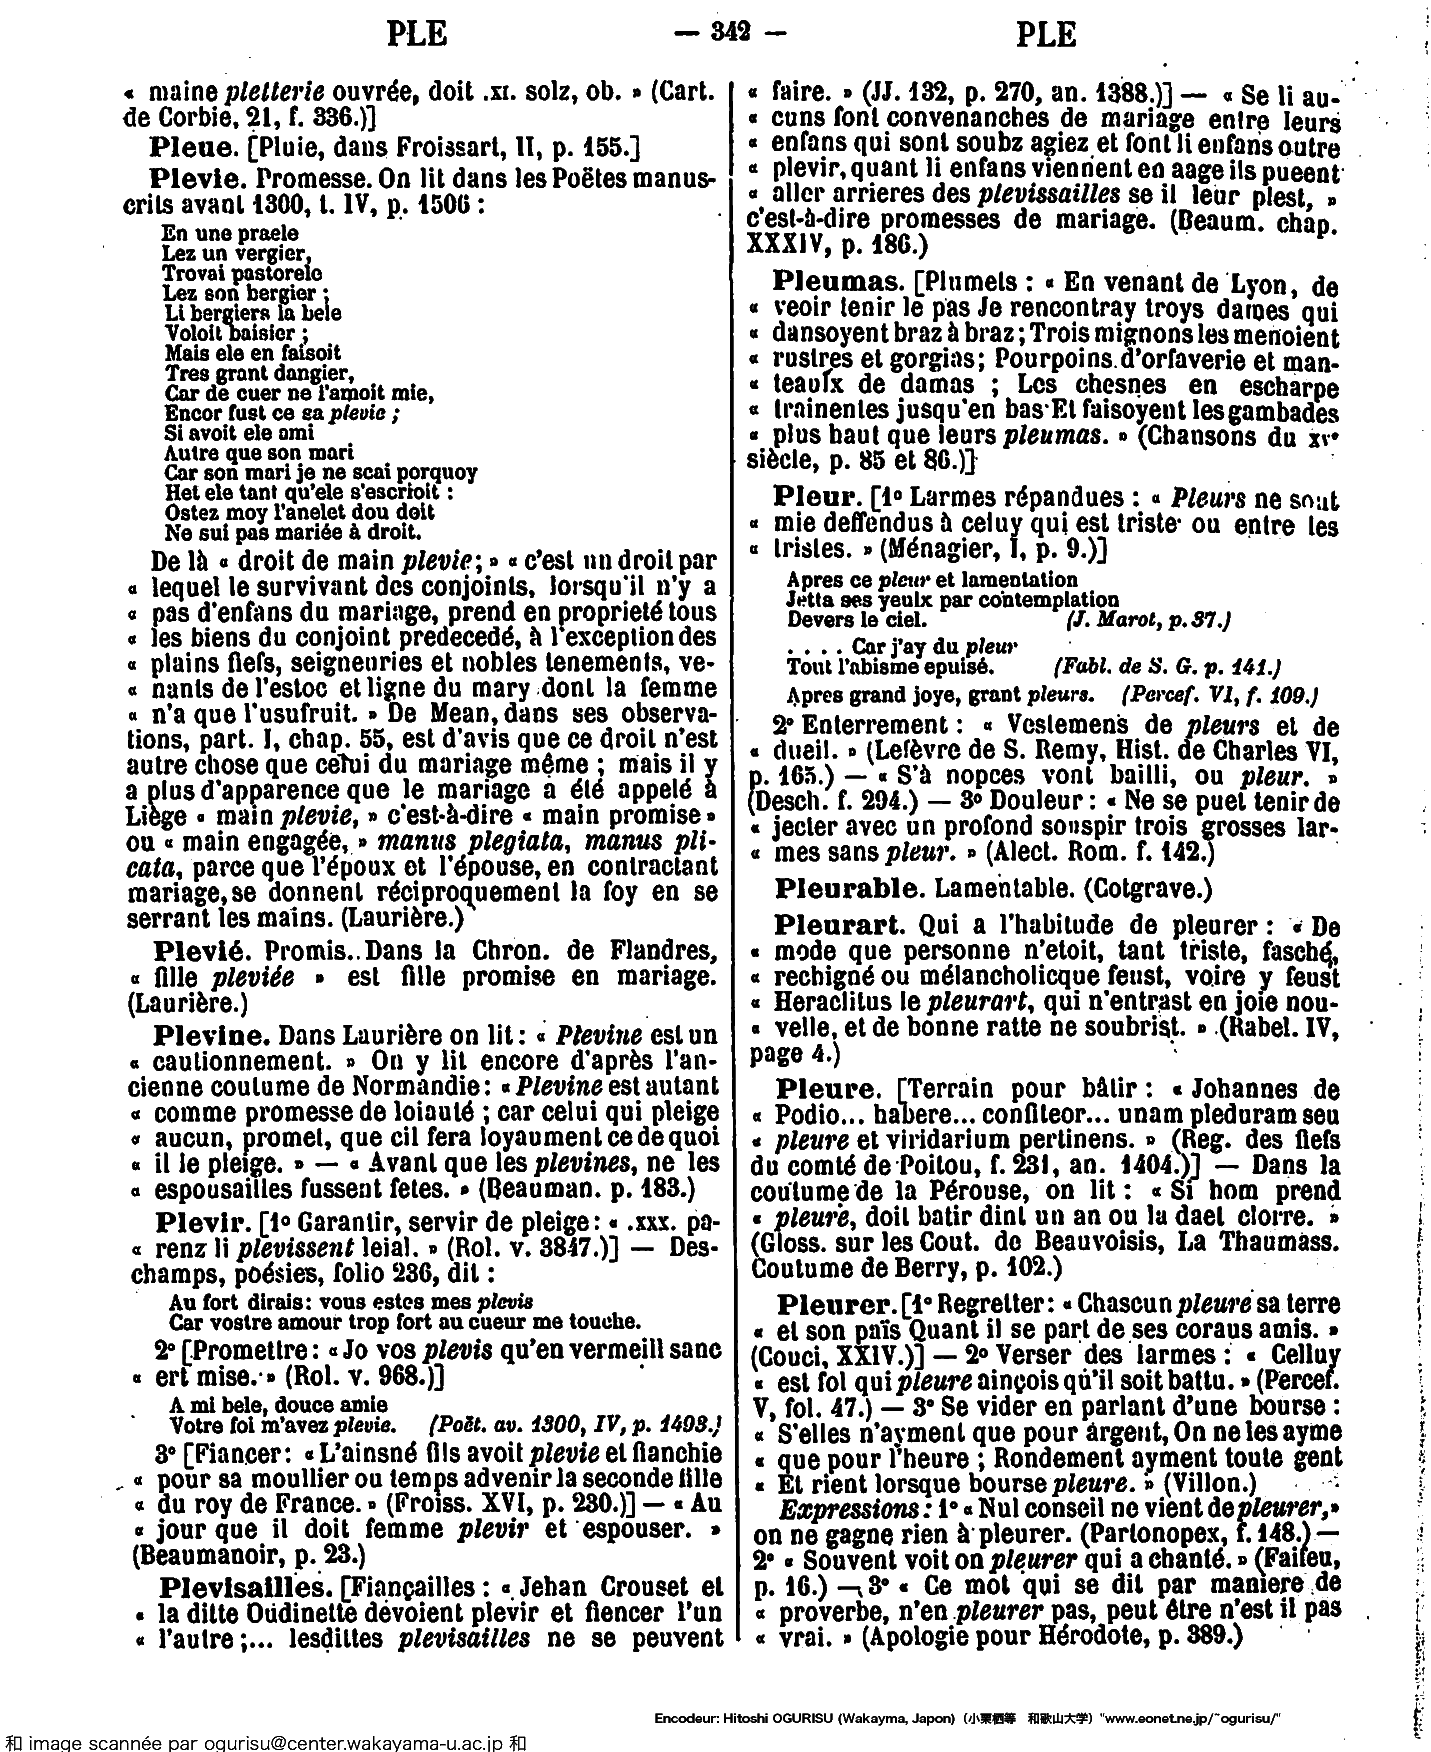 PLE — 342 — PLE
« maine pletterie ouvrée, doit .xi. solz, ob. » (Cart.
de Corbie, 21, f. 336.)]
Pleue. [Pluie, dans Froissart, II, p. 155.]
Plevie. Promesse. On lit dans les Poëtes manus-
crits avant 1300, t. IV, p. 1506 :
En une praele
Lez un vergier,
Trovai pastorele
Lez son bergier ;
Li bergiers la bele
Voloit baisier ;
Mais ele en faisoit
Tres grant dangier,
Car de cuer ne l'amoit mie,
Encor fust ce sa plevie ;
Si avoit ele ami
Autre que son mari
Car son mari je ne scai porquoy
Het ele tant qu'ele s'escrioit :
Ostez moy l'anelet dou doit
Ne sui pas mariée à droit.
De là « droit de main plevie ; » « c'est un droit par
« lequel le survivant des conjoints, lorsqu'il n'y a
« pas d'enfans du mariage, prend en proprieté tous
« les biens du conjoint predecedé, à l'exception des
« plains fiefs, seigneuries et nobles tenements, ve-
« nants de l'estoc et ligne du mary dont la femme
« n'a que l'usufruit. » De Mean, dans ses observa-
tions, part. I, chap. 55, est d'avis que ce droit n'est
autre chose que celui du mariage même ; mais il y
a plus d'apparence que le mariage a été appelé à
Liège « main plevie, » c'est-à-dire « main promise »
ou « main engagée, » manus plegiata, manus pli-
cata, parce que l'époux et l'épouse, en contractant
mariage, se donnent réciproquement la foy en se
serrant les mains. (Laurière.)
Plevié. Promis. Dans la Chron. de Flandres,
« fille pleviée » est fille promise en mariage.
(Laurière.)
Plevine. Dans Laurière on lit : « Plevine est un
« cautionnement. » On y lit encore d'après l'an-
cienne coutume de Normandie : « Plevine est autant
« comme promesse de loiauté ; car celui qui pleige
« aucun, promet, que cil fera loyaument ce de quoi
« il le pleige. » — « Avant que les plevines, ne les
« espousailles fussent fetes. » (Beauman. p. 183.)
Plevir. [1º Garantir, servir de pleige : « .xxx. pa-
« renz li plevissent leial. » (Rol. v. 3847.)] — Des-
champs, poésies, folio 236, dit :
Au fort dirais : vous estes mes plevis
Car vostre amour trop fort au cueur me touche.
2º [Promettre : « Jo vos plevis qu'en vermeill sanc
« ert mise. » (Rol. v. 968.)]
A mi bele, douce amie
Votre foi m'avez plevie. (Poët. av. 1300, IV, p. 1493.)
3º [Fiancer : « L'ainsné fils avoit plevie et fianchie
« pour sa moullier ou temps advenir la seconde fille
« du roy de France. » (Froiss. XVI, p. 230.)] — « Au
« jour que il doit femme plevir et espouser. »
(Beaumanoir, p. 23.)
Plevisailles. [Fiançailles : « Jehan Crouset et
« la ditte Oudinette devoient plevir et fiencer l'un
« l'autre ;... lesdittes plevisailles ne se peuvent
« faire. » (JJ. 132, p. 270, an. 1388.)] — « Se li au-
« cuns font convenanches de mariage entre leurs
« enfans qui sont soubz agiez et font li enfans outre
« plevir, quant li enfans viennent en aage ils pueent
« aller arrieres des plevissailles se il leur plest, »
c'est-à-dire promesses de mariage. (Beaum. chap.
XXXIV, p. 186.)
Pleumas. [Plumets : « En venant de Lyon, de
« veoir tenir le pas Je rencontray troys dames qui
« dansoyent braz à braz ; Trois mignons les menoient
« rustres et gorgias ; Pourpoins d'orfaverie et man-
« teaulx de damas ; Les chesnes en escharpe
« trainentes jusqu'en bas Et faisoyent les gambades
« plus haut que leurs pleumas. » (Chansons du xvº
siècle, p. 85 et 86.)]
Pleur. [1º Larmes répandues : « Pleurs ne sont
« mie deffendus à celuy qui est triste ou entre les
« tristes. » (Ménagier, I, p. 9.)]
Apres ce pleur et lamentation
Jetta ses yeulx par contemplation
Devers le ciel. (J. Marot, p. 37.)
. . . . Car j'ay du pleur
Tout l'abisme epuisé. (Fabl. de S. G. p. 141.)
Apres grand joye, grant pleurs. (Percef. VI, f. 109.)
2º Enterrement : « Vestemens de pleurs et de
« dueil. » (Lefèvre de S. Remy, Hist. de Charles VI,
p. 165.) — « S'à nopces vont bailli, ou pleur. »
(Desch. f. 294.) — 3º Douleur : « Ne se puet tenir de
« jecter avec un profond souspir trois grosses lar-
« mes sans pleur. » (Alect. Rom. f. 142.)
Pleurable. Lamentable. (Cotgrave.)
Pleurart. Qui a l'habitude de pleurer : « De
« mode que personne n'etoit, tant triste, fasché,
« rechigné ou mélancholicque feust, voire y feust
« Heraclitus le pleurart, qui n'entrast en joie nou-
« velle, et de bonne ratte ne soubrist. » (Rabel. IV,
page 4.)
Pleure. [Terrain pour bâtir : « Johannes de
« Podio... habere... confiteor... unam pleduram seu
« pleure et viridarium pertinens. » (Reg. des fiefs
du comté de Poitou, f. 231, an. 1404.)] — Dans la
coutume de la Pérouse, on lit : « Si hom prend
« pleure, doit batir dint un an ou la daet clorre. »
(Gloss. sur les Cout. de Beauvoisis, La Thaumass.
Coutume de Berry, p. 102.)
Pleurer. [1º Regretter : « Chascun pleure sa terre
« et son païs Quant il se part de ses coraus amis. »
(Couci, XXIV.)] — 2º Verser des larmes : « Celluy
« est fol qui pleure ainçois qu'il soit battu. » (Percef.
V, fol. 47.) — 3º Se vider en parlant d'une bourse :
« S'elles n'ayment que pour argent, On ne les ayme
« que pour l'heure ; Rondement ayment toute gent
« Et rient lorsque bourse pleure. » (Villon.)
Expressions : 1º « Nul conseil ne vient de pleurer, »
on ne gagne rien à pleurer. (Partonopex, f. 148.) —
2º « Souvent voit on pleurer qui a chanté. » (Faifeu,
p. 16.) — 3º « Ce mot qui se dit par maniere de
« proverbe, n'en pleurer pas, peut être n'est il pas
« vrai. » (Apologie pour Hérodote, p. 389.)
Encodeur: Hitoshi OGURISU (Wakayma, Japon) (小栗栖等 和歌山大学) "www.eonet.ne.jp/~ogurisu/"
和 image scannée par ogurisu@center.wakayama-u.ac.jp 和